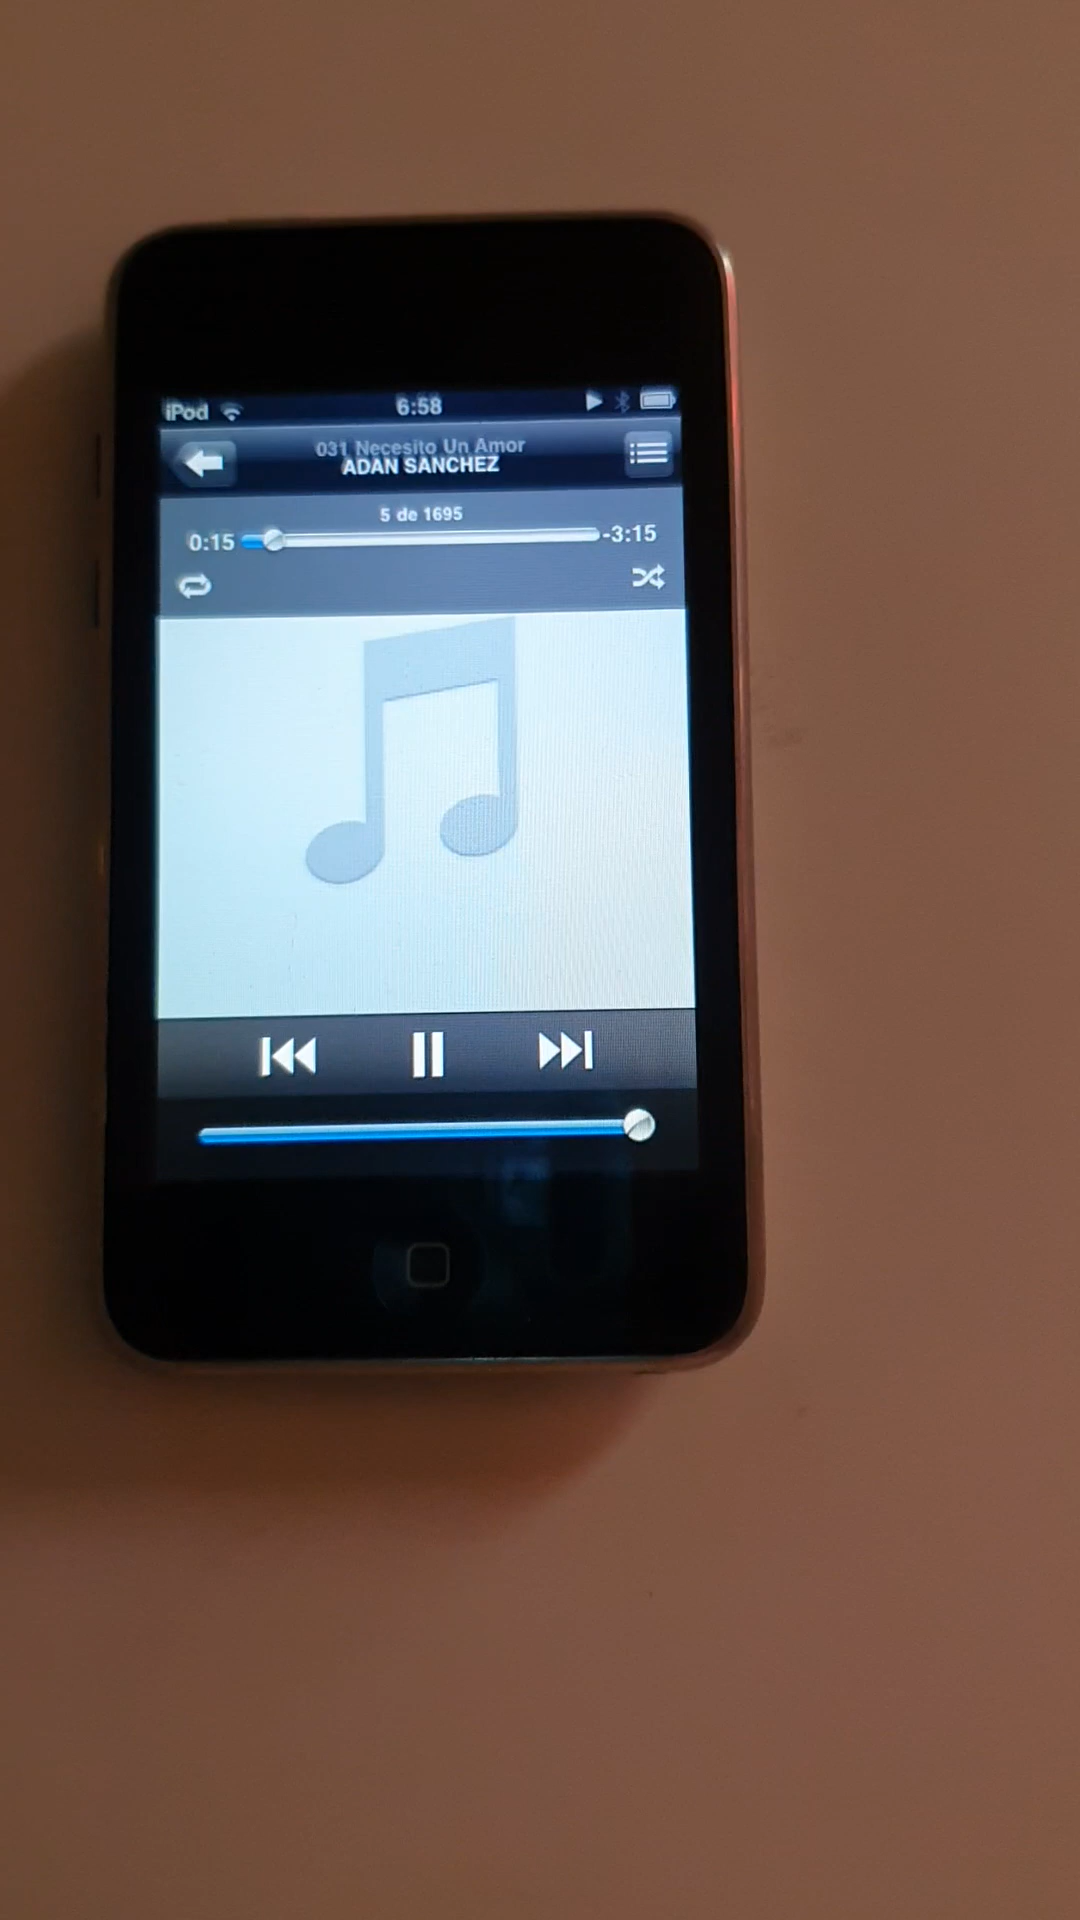 iPod 6:58
031 Necesito Un Amor
ADAN SANCHEZ
5 de 1695
0:15 -3:15